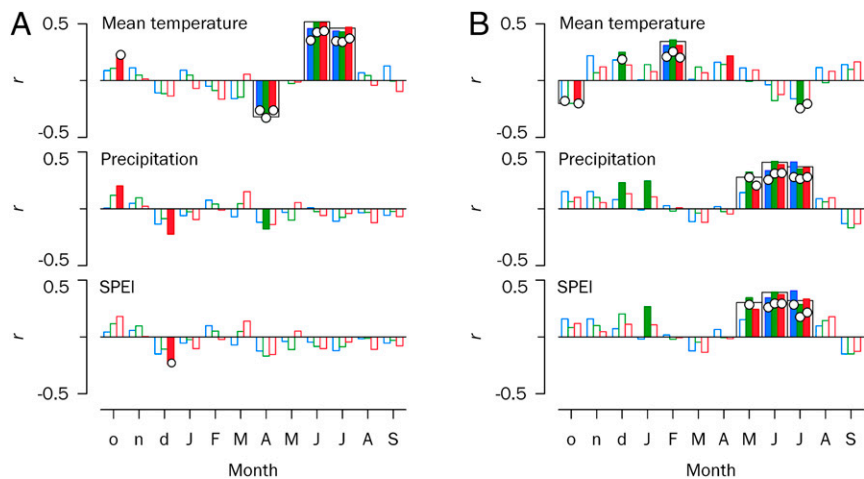 A
Mean temperature
0.5
r
-0.5
Precipitation
0.5
r
-0.5
SPEI
0.5
r
-0.5
o n d J F M A M J J A S
Month
B
Mean temperature
0.5
r
-0.5
Precipitation
0.5
r
-0.5
SPEI
0.5
r
-0.5
o n d J F M A M J J A S
Month